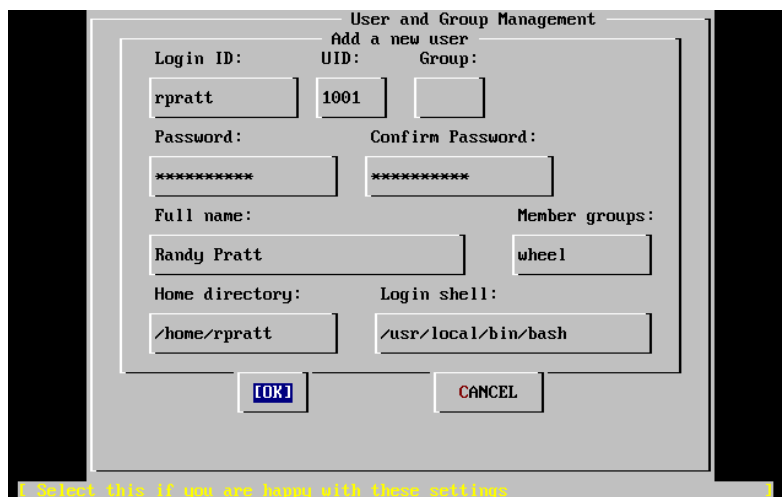 User and Group Management
Add a new user
Login ID: UID: Group:
rpratt 1001
Password: Confirm Password:
********** **********
Full name: Member groups:
Randy Pratt wheel
Home directory: Login shell:
/home/rpratt /usr/local/bin/bash
[OK] CANCEL
[ Select this if you are happy with these settings ]